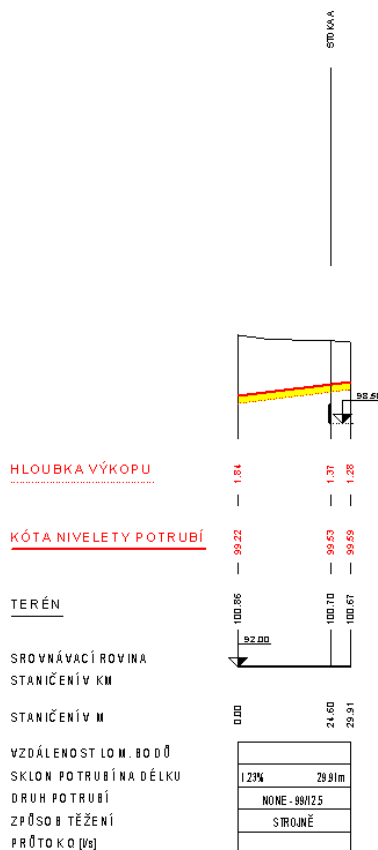 STOKA A
HLOUBKA VÝKOPU 1.84 1.37 1.28
KÓTA NIVELETY POTRUBÍ 99.22 99.53 99.59
TERÉN 100.86 100.70 100.67
92.00
SROVNÁVACÍ ROVINA
STANIČENÍ V KM
STANIČENÍ V M 0.00 24.60 29.91
VZDÁLENOST LOM. BODŮ
SKLON POTRUBÍ NA DÉLKU 1.23% 29.91m
DRUH POTRUBÍ NONE - 99/12.5
ZPŮSOB TĚŽENÍ STROJNĚ
PRŮTOK Q [l/s]